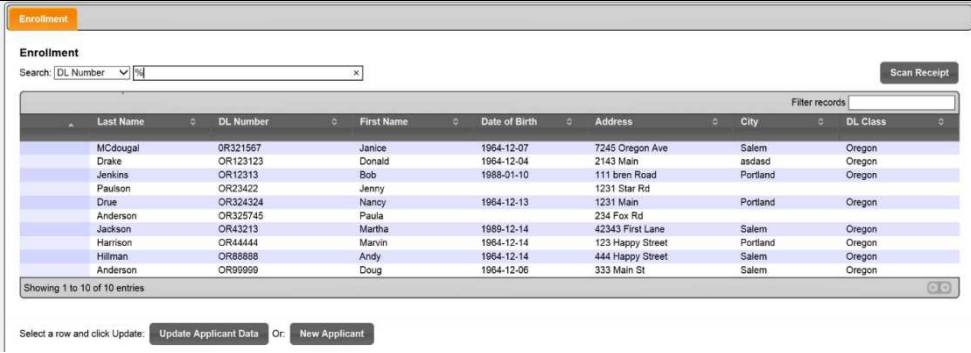 Enrollment
Enrollment
Search: DL Number % ×
Scan Receipt
Filter records
Last Name DL Number First Name Date of Birth Address City DL Class
MCdougal 0R321567 Janice 1964-12-07 7245 Oregon Ave Salem Oregon
Drake OR123123 Donald 1964-12-04 2143 Main asdasd Oregon
Jenkins OR12313 Bob 1988-01-10 111 bren Road Portland Oregon
Paulson OR23422 Jenny 1231 Star Rd
Drue OR324324 Nancy 1964-12-13 1231 Main Portland Oregon
Anderson OR325745 Paula 234 Fox Rd
Jackson OR43213 Martha 1989-12-14 42343 First Lane Salem Oregon
Harrison OR44444 Marvin 1964-12-14 123 Happy Street Portland Oregon
Hillman OR88888 Andy 1964-12-14 444 Happy Street Salem Oregon
Anderson OR99999 Doug 1964-12-06 333 Main St Salem Oregon
Showing 1 to 10 of 10 entries
Select a row and click Update: Update Applicant Data Or: New Applicant